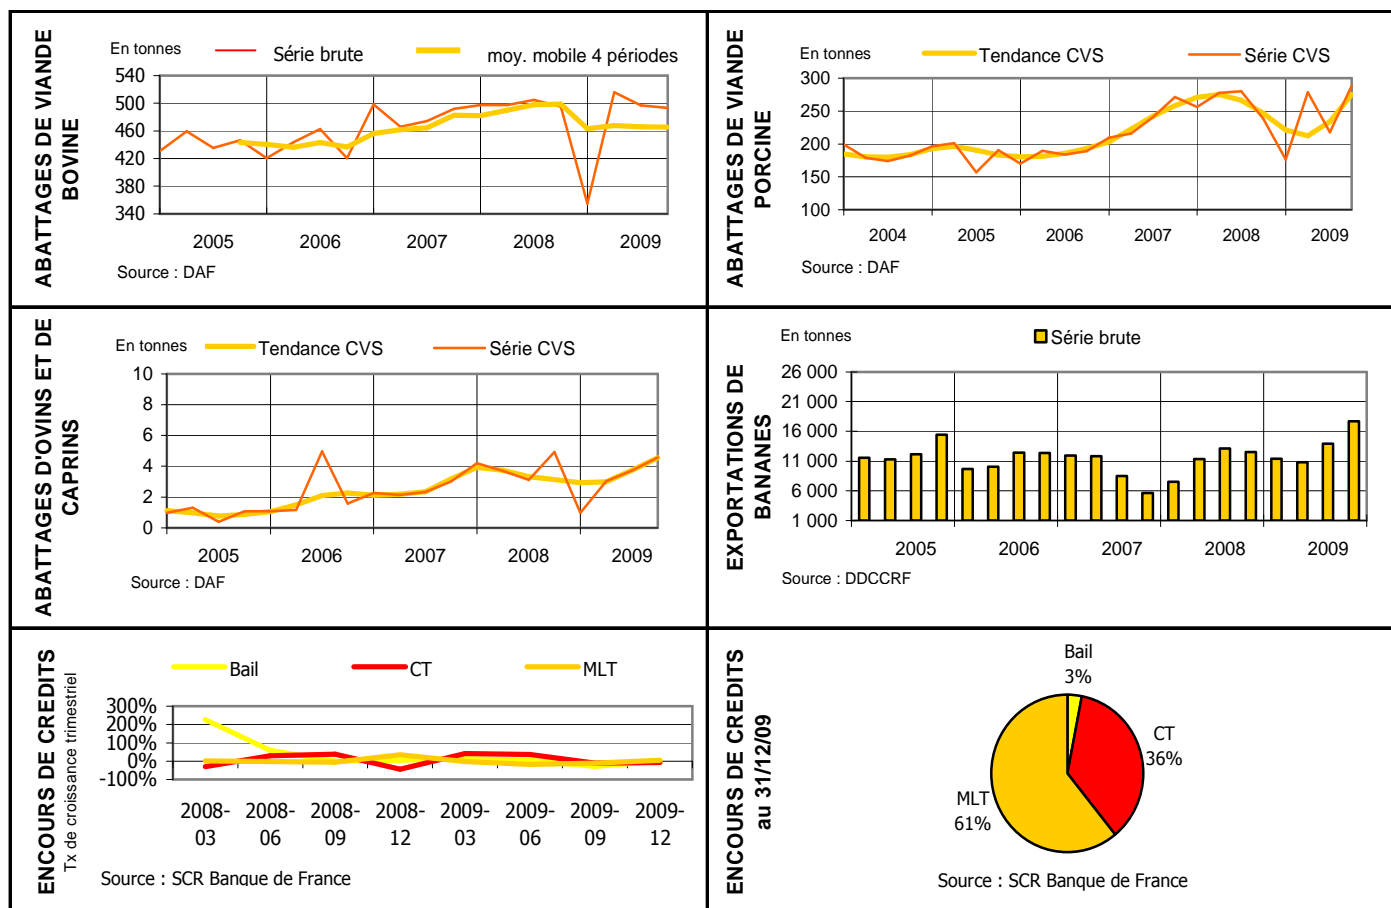 ABATTAGES DE VIANDE
BOVINE
En tonnes
Série brute
moy. mobile 4 périodes
540
500
460
420
380
340
2005
2006
2007
2008
2009
Source : DAF
ABATTAGES DE VIANDE
PORCINE
En tonnes
Tendance CVS
Série CVS
300
250
200
150
100
2004
2005
2006
2007
2008
2009
Source : DAF
ABATTAGES D'OVINS ET DE
CAPRINS
En tonnes
Tendance CVS
Série CVS
10
8
6
4
2
0
2005
2006
2007
2008
2009
Source : DAF
EXPORTATIONS DE
BANANES
En tonnes
Série brute
26 000
21 000
16 000
11 000
6 000
1 000
2005
2006
2007
2008
2009
Source : DDCCRF
ENCOURS DE CREDITS
Tx de croissance trimestriel
Bail
CT
MLT
300%
200%
100%
0%
-100%
2008-
03
2008-
06
2008-
09
2008-
12
2009-
03
2009-
06
2009-
09
2009-
12
Source : SCR Banque de France
ENCOURS DE CREDITS
au 31/12/09
Bail
3%
CT
36%
MLT
61%
Source : SCR Banque de France